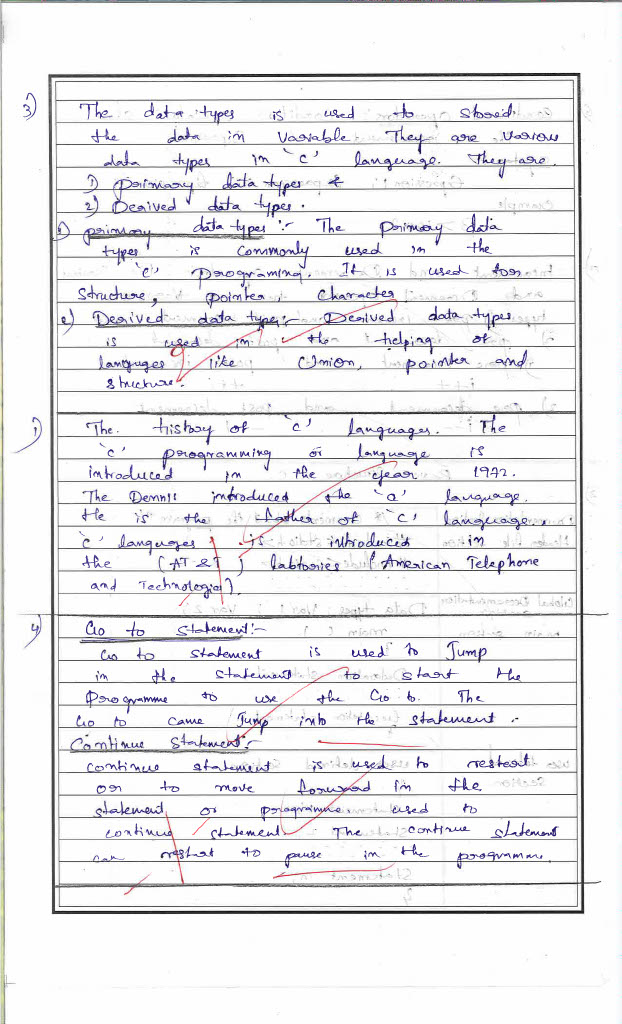 3) The data types is used to stored.
the data in Variable They are Various
data types in 'c' language. They are.
1) primary data types &
2) Derived data types.
1) primary data types :- The Primary data
types is commonly used in the
'c' programing. It is used for
Structure, pointer, Character
2) Derived data type :- Derived data types
is used in the helping of
languges like Union, pointer and
structure.
1) The. history of 'c' languages. The
'c' programming or language is
introduced in the year 1972.
The Dennis introduced the 'a' language.
He is the father of 'c' language.
'c' languages is introduced in
the (AT & T) labtories (American Telephone
and Technologie).
4) Go to statement :-
Go to statement is used to Jump
in the statement to start the
Programme to use the Go to. The
Go to came Jump into the statement.
Continue Statement :-
continue statement is used to restart
or to move forward in the
statement or prlogramme used to
continue statement. The continue statement
can restart to pause in the programme.